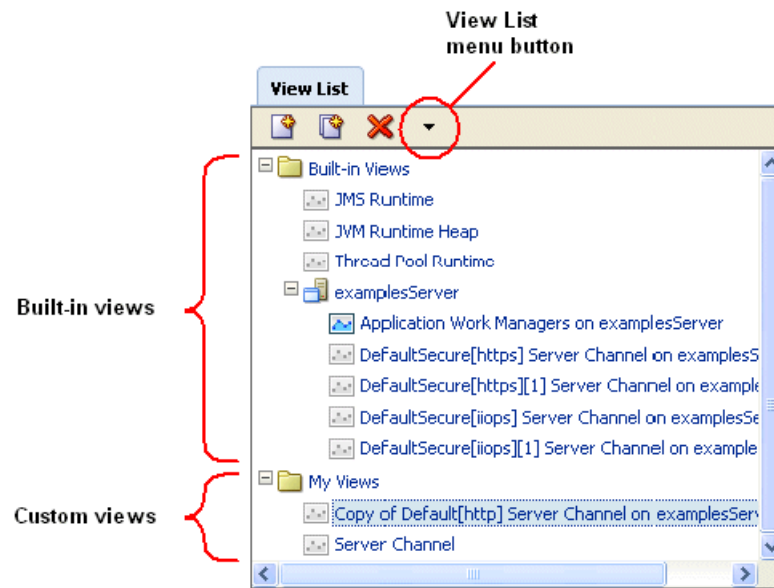 View List
menu button
View List
Built-in Views
JMS Runtime
JVM Runtime Heap
Thread Pool Runtime
examplesServer
Built-in views
Application Work Managers on examplesServer
DefaultSecure[https] Server Channel on examplesS
DefaultSecure[https][1] Server Channel on example
DefaultSecure[iiops] Server Channel on examplesSe
DefaultSecure[iiops][1] Server Channel on example
My Views
Custom views
Copy of Default[http] Server Channel on examplesServ
Server Channel